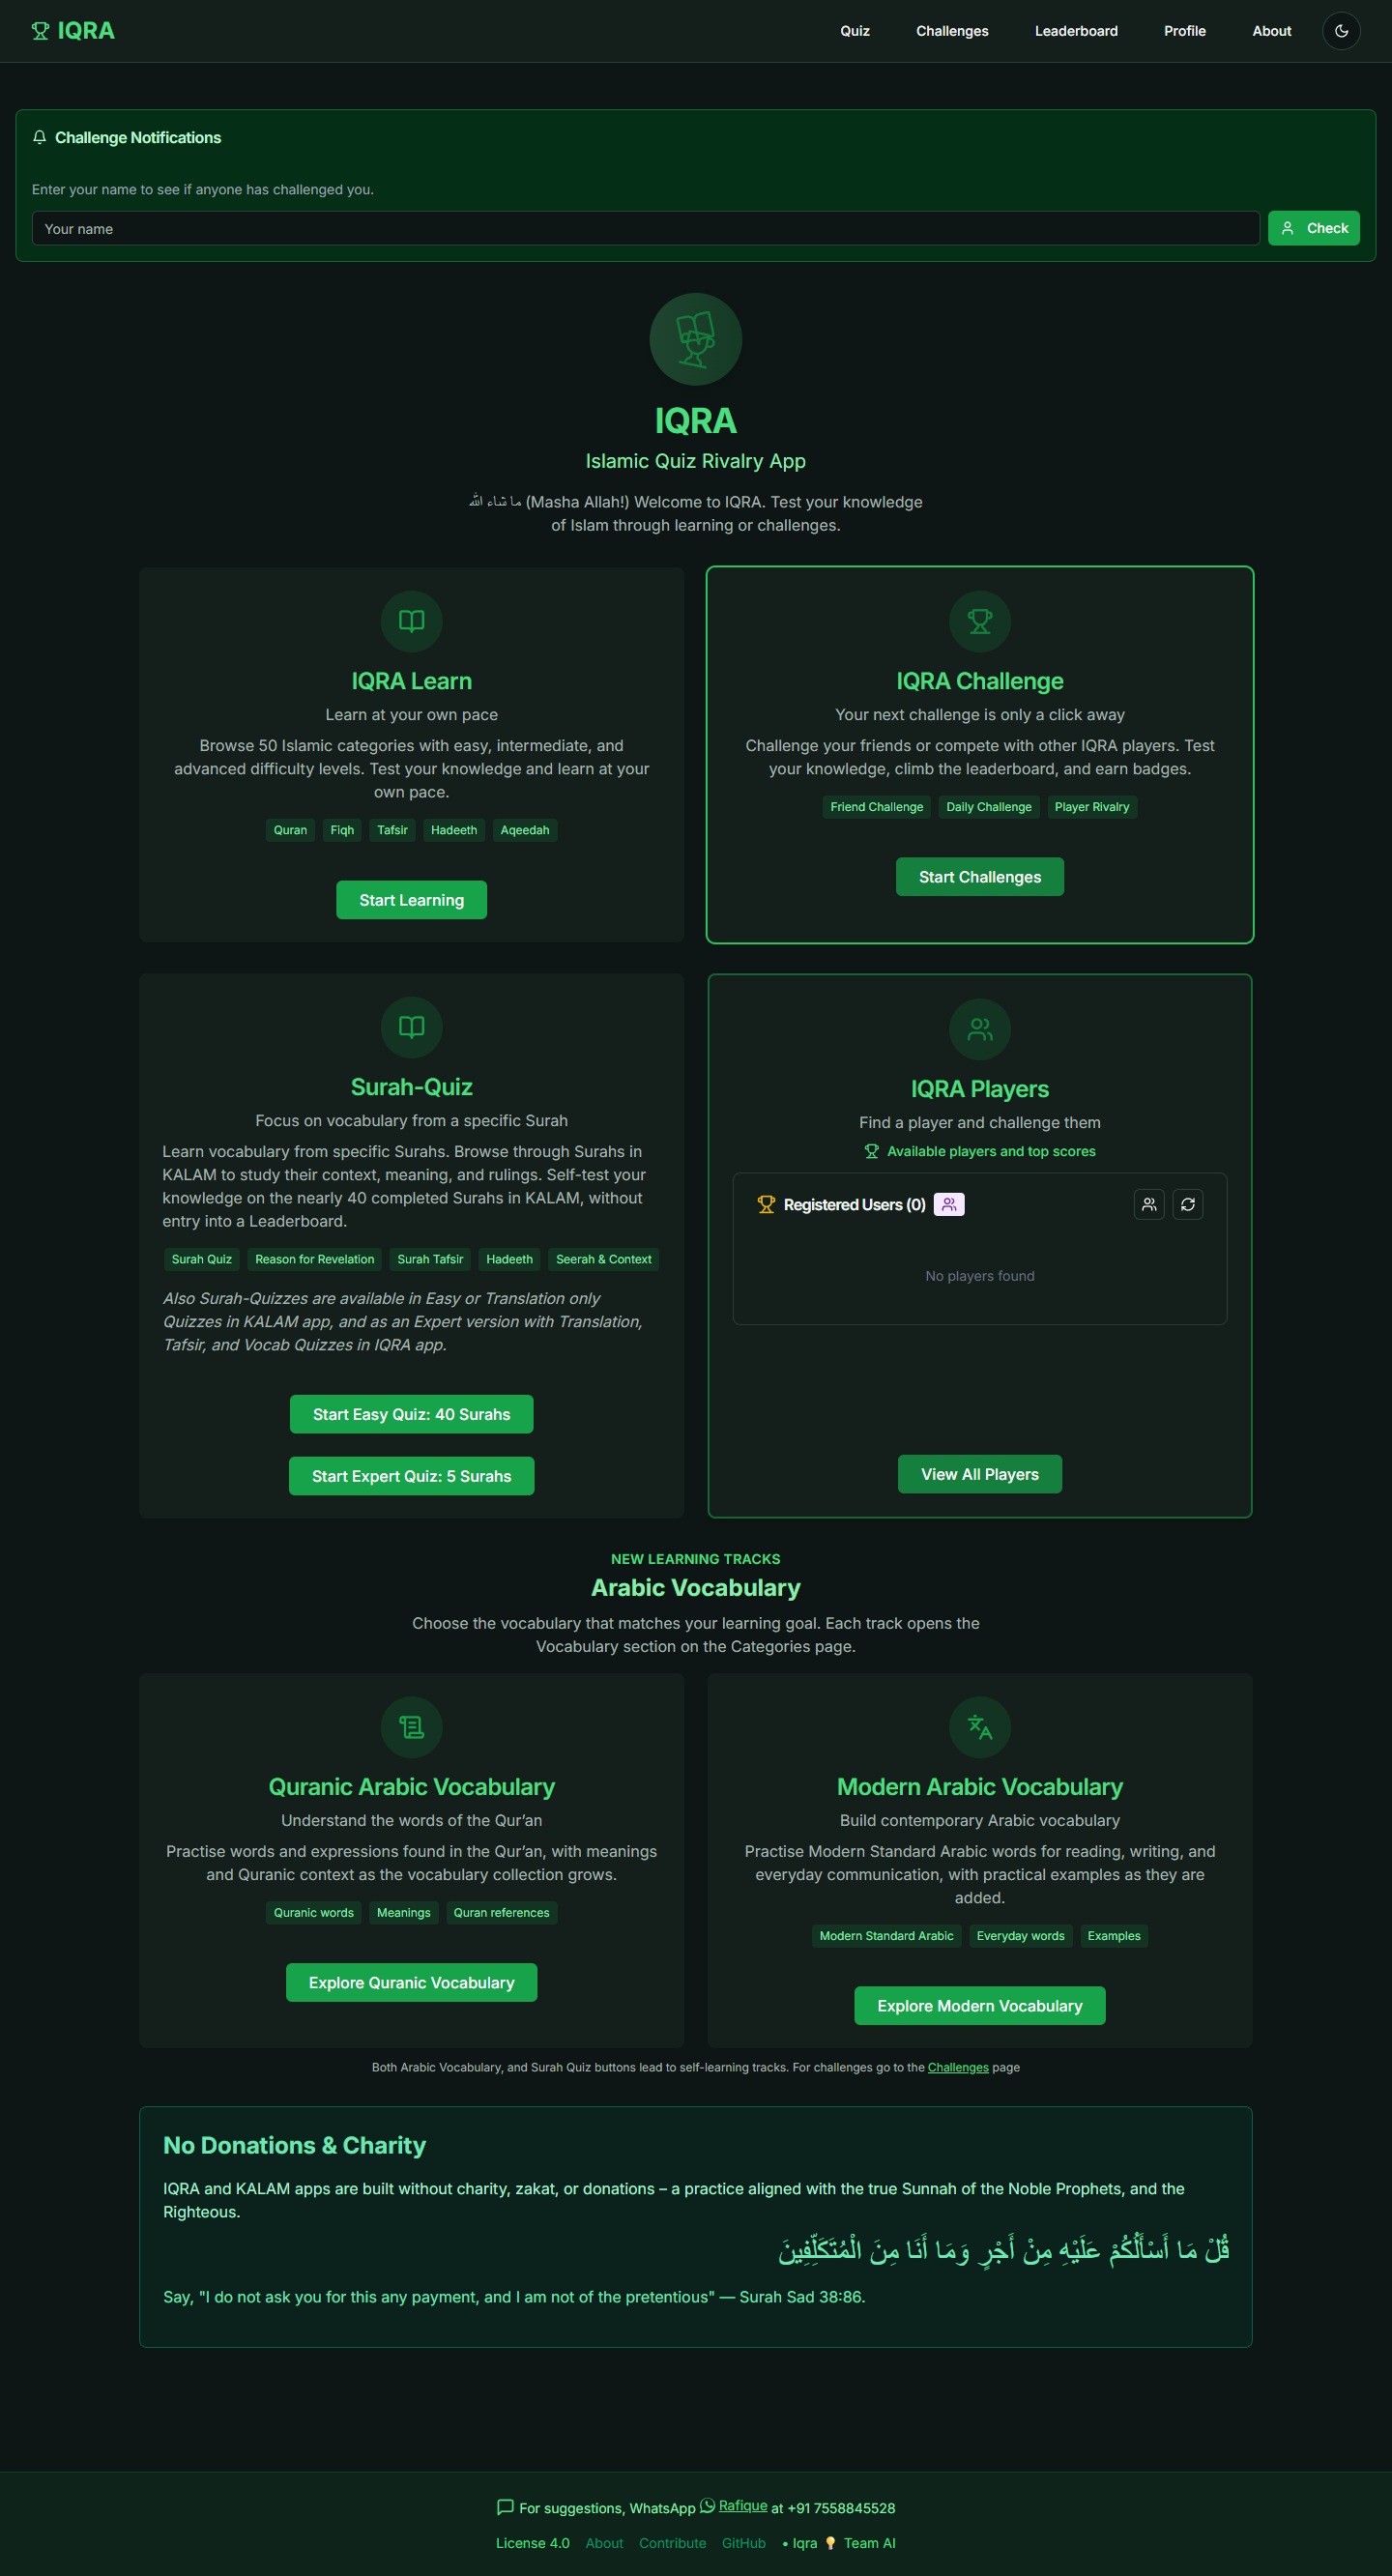 IQRA
Quiz Challenges Leaderboard Profile About
Challenge Notifications
Enter your name to see if anyone has challenged you.
Your name
Check
IQRA
Islamic Quiz Rivalry App
ما شاء الله (Masha Allah!) Welcome to IQRA. Test your knowledge
of Islam through learning or challenges.
IQRA Learn
Learn at your own pace
Browse 50 Islamic categories with easy, intermediate, and
advanced difficulty levels. Test your knowledge and learn at your
own pace.
Quran Fiqh Tafsir Hadeeth Aqeedah
Start Learning
IQRA Challenge
Your next challenge is only a click away
Challenge your friends or compete with other IQRA players. Test
your knowledge, climb the leaderboard, and earn badges.
Friend Challenge Daily Challenge Player Rivalry
Start Challenges
Surah-Quiz
Focus on vocabulary from a specific Surah
Learn vocabulary from specific Surahs. Browse through Surahs in
KALAM to study their context, meaning, and rulings. Self-test your
knowledge on the nearly 40 completed Surahs in KALAM, without
entry into a Leaderboard.
Surah Quiz Reason for Revelation Surah Tafsir Hadeeth Seerah & Context
Also Surah-Quizzes are available in Easy or Translation only
Quizzes in KALAM app, and as an Expert version with Translation,
Tafsir, and Vocab Quizzes in IQRA app.
Start Easy Quiz: 40 Surahs
Start Expert Quiz: 5 Surahs
IQRA Players
Find a player and challenge them
Available players and top scores
Registered Users (0)
No players found
View All Players
NEW LEARNING TRACKS
Arabic Vocabulary
Choose the vocabulary that matches your learning goal. Each track opens the
Vocabulary section on the Categories page.
Quranic Arabic Vocabulary
Understand the words of the Qur’an
Practise words and expressions found in the Qur’an, with meanings
and Quranic context as the vocabulary collection grows.
Quranic words Meanings Quran references
Explore Quranic Vocabulary
Modern Arabic Vocabulary
Build contemporary Arabic vocabulary
Practise Modern Standard Arabic words for reading, writing, and
everyday communication, with practical examples as they are
added.
Modern Standard Arabic Everyday words Examples
Explore Modern Vocabulary
Both Arabic Vocabulary, and Surah Quiz buttons lead to self-learning tracks. For challenges go to the Challenges page
No Donations & Charity
IQRA and KALAM apps are built without charity, zakat, or donations – a practice aligned with the true Sunnah of the Noble Prophets, and the
Righteous.
قُلْ مَا أَسْأَلُكُمْ عَلَيْهِ مِنْ أَجْرٍ وَمَا أَنَا مِنَ الْمُتَكَلِّفِينَ
Say, "I do not ask you for this any payment, and I am not of the pretentious" — Surah Sad 38:86.
For suggestions, WhatsApp Rafique at +91 7558845528
License 4.0 About Contribute GitHub • Iqra 💡 Team AI